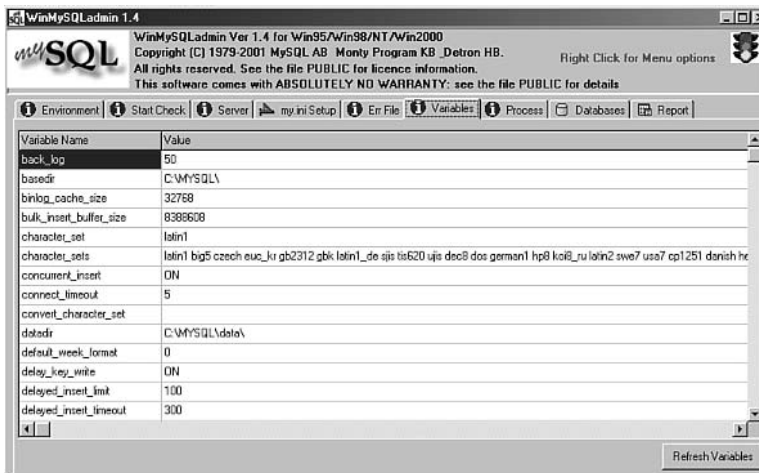 WinMySQLadmin 1.4
mySQL
WinMySQLadmin Ver 1.4 for Win95/Win98/NT/Win2000
Copyright (C) 1979-2001 MySQL AB Monty Program KB _Detron HB.
All rights reserved. See the file PUBLIC for licence information.
This software comes with ABSOLUTELY NO WARRANTY: see the file PUBLIC for details
Right Click for Menu options
Environment Start Check Server my.ini Setup Err File Variables Process Databases Report
Variable Name Value
back_log 50
basedir C:\MYSQL\
binlog_cache_size 32768
bulk_insert_buffer_size 8388608
character_set latin1
character_sets latin1 big5 czech euc_kr gb2312 gbk latin1_de sjis tis620 ujis dec8 dos german1 hp8 koi8_ru latin2 swe7 usa7 cp1251 danish he
concurrent_insert ON
connect_timeout 5
convert_character_set
datadir C:\MYSQL\data\
default_week_format 0
delay_key_write ON
delayed_insert_limit 100
delayed_insert_timeout 300
Refresh Variables